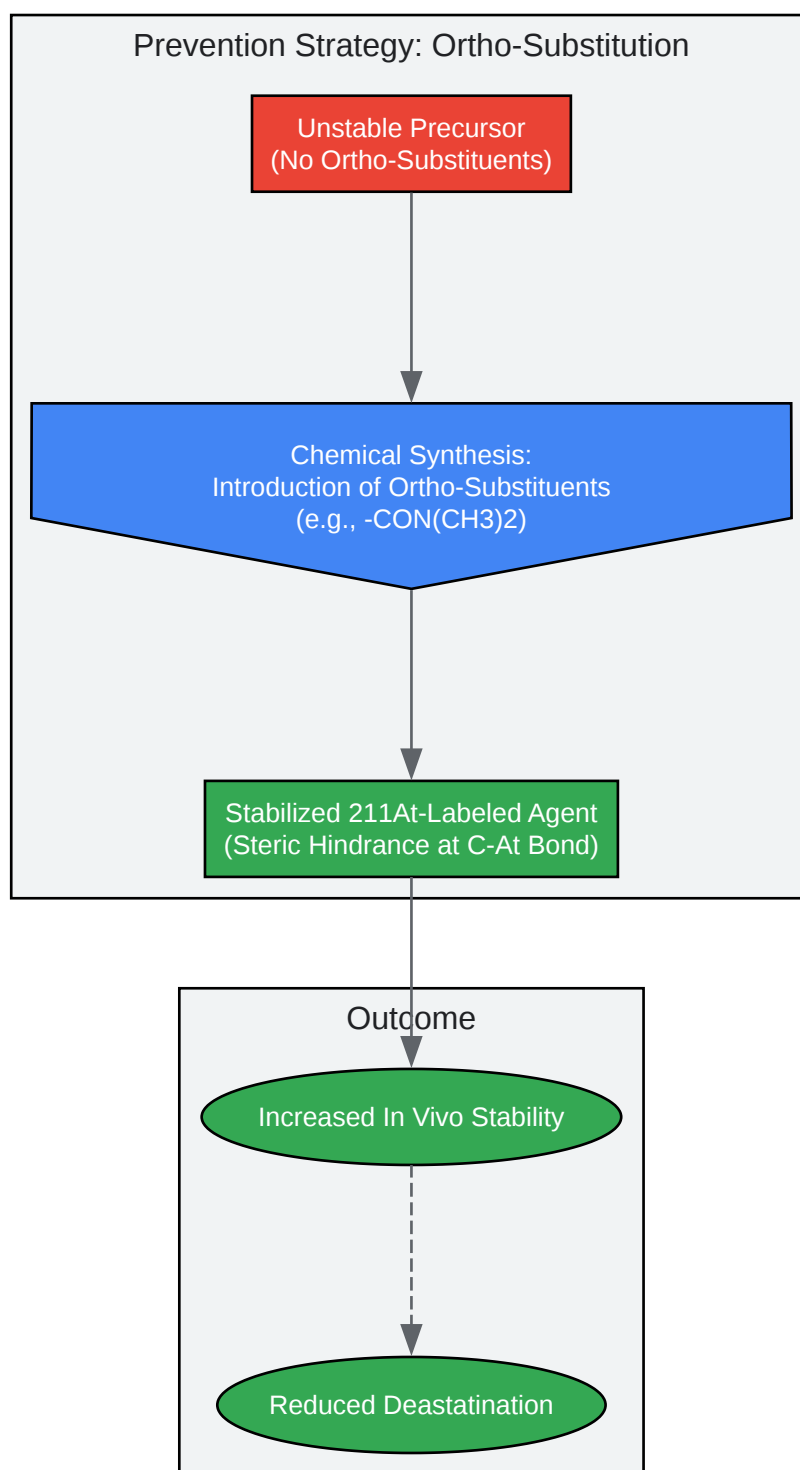 Prevention Strategy: Ortho-Substitution
Unstable Precursor
(No Ortho-Substituents)
Chemical Synthesis:
Introduction of Ortho-Substituents
(e.g., -CON(CH3)2)
Stabilized 211At-Labeled Agent
(Steric Hindrance at C-At Bond)
Outcome
Increased In Vivo Stability
Reduced Deastatination